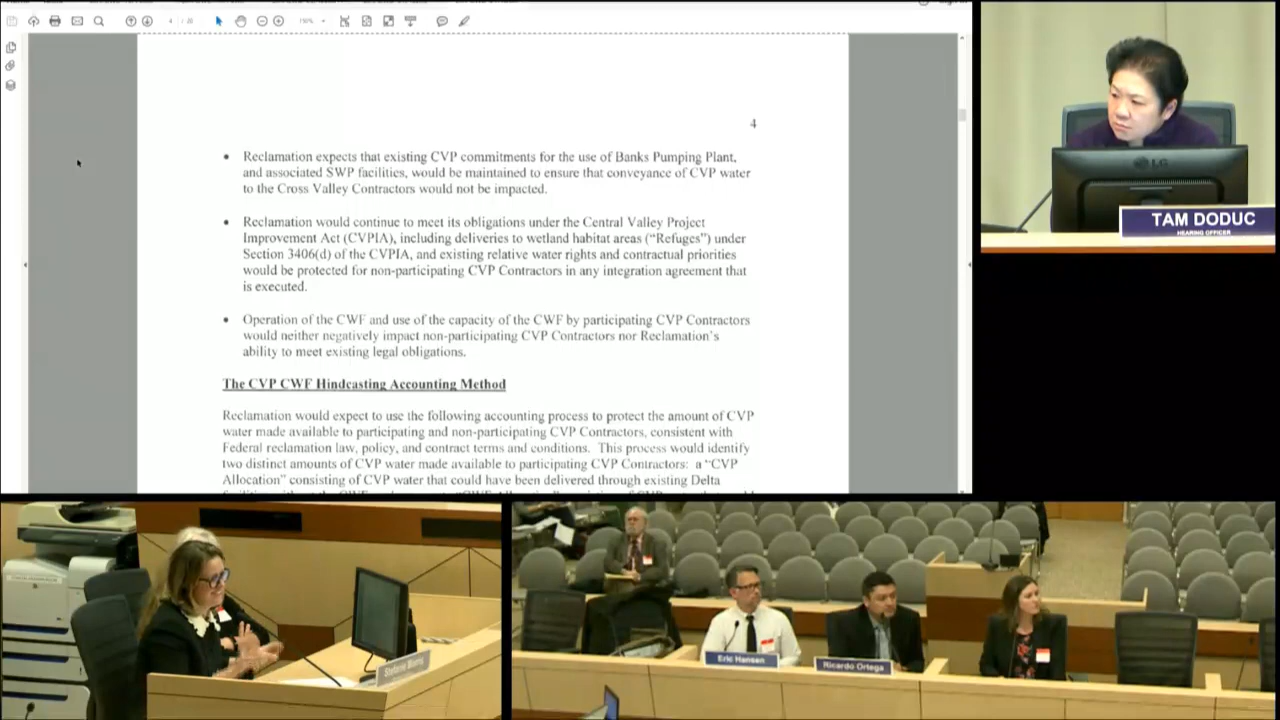 4 / 20
150%
4
• Reclamation expects that existing CVP commitments for the use of Banks Pumping Plant,
and associated SWP facilities, would be maintained to ensure that conveyance of CVP water
to the Cross Valley Contractors would not be impacted.
• Reclamation would continue to meet its obligations under the Central Valley Project
Improvement Act (CVPIA), including deliveries to wetland habitat areas (“Refuges”) under
Section 3406(d) of the CVPIA, and existing relative water rights and contractual priorities
would be protected for non-participating CVP Contractors in any integration agreement that
is executed.
• Operation of the CWF and use of the capacity of the CWF by participating CVP Contractors
would neither negatively impact non-participating CVP Contractors nor Reclamation’s
ability to meet existing legal obligations.
The CVP CWF Hindcasting Accounting Method
Reclamation would expect to use the following accounting process to protect the amount of CVP
water made available to participating and non-participating CVP Contractors, consistent with
Federal reclamation law, policy, and contract terms and conditions. This process would identify
two distinct amounts of CVP water made available to participating CVP Contractors: a “CVP
Allocation” consisting of CVP water that could have been delivered through existing Delta
LG
TAM DODUC
HEARING OFFICER
Eric Hansen
Ricardo Ortega